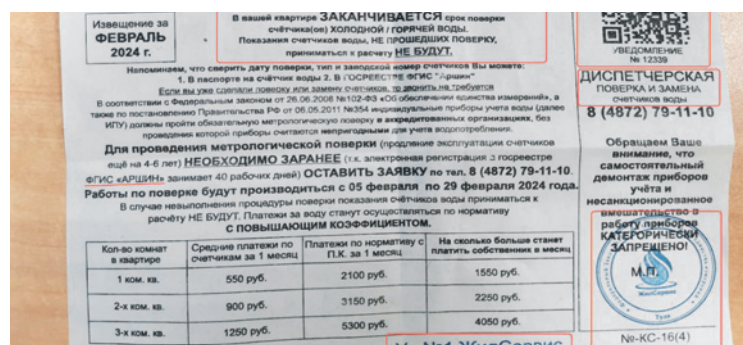 Извещение за
ФЕВРАЛЬ
2024 г.
В вашей квартире ЗАКАНЧИВАЕТСЯ срок поверки
счётчика(ов) ХОЛОДНОЙ / ГОРЯЧЕЙ ВОДЫ.
Показания счетчиков воды, НЕ ПРОШЕДШИХ ПОВЕРКУ,
приниматься к расчету НЕ БУДУТ.
УВЕДОМЛЕНИЕ
№ 12339
Напоминаем, что сверить дату поверки, тип и заводской номер счетчиков Вы можете:
1. В паспорте на счётчик воды 2. В ГОСРЕЕСТРЕ ФГИС "Аршин"
Если вы уже сделали поверку или замену счетчиков, то звонить не требуется
В соответствии с Федеральным законом от 26.06.2008 №102-ФЗ «Об обеспечении единства измерений», а
также по постановлению Правительства РФ от 06.05.2011 №354 индивидуальные приборы учета воды (далее
ИПУ) должны пройти обязательную метрологическую поверку в аккредитованных организациях, без
проведения которой приборы считаются непригодными для учета водопотребления.
Для проведения метрологической поверки (продление эксплуатации счетчиков
ещё на 4-6 лет) НЕОБХОДИМО ЗАРАНЕЕ (т.к. электронная регистрация в госреестре
ФГИС «АРШИН» занимает 40 рабочих дней) ОСТАВИТЬ ЗАЯВКУ по тел. 8 (4872) 79-11-10.
Работы по поверке будут производиться с 05 февраля по 29 февраля 2024 года.
В случае невыполнения процедуры поверки показания счётчиков воды приниматься к
расчёту НЕ БУДУТ. Платежи за воду станут осуществляться по нормативу
С ПОВЫШАЮЩИМ КОЭФФИЦИЕНТОМ.
ДИСПЕТЧЕРСКАЯ
ПОВЕРКА И ЗАМЕНА
счетчиков воды
8 (4872) 79-11-10
Обращаем Ваше
внимание, что
самостоятельный
демонтаж приборов
учёта и
несанкционированное
вмешательство в
работу приборов
КАТЕГОРИЧЕСКИ
ЗАПРЕЩЕНО!
М.П.
ЖилСервис
Тула
Кол-во комнат в квартире Средние платежи по счетчикам за 1 месяц Платежи по нормативу с П.К. за 1 месяц На сколько больше станет платить собственник в месяц
1 ком. кв. 550 руб. 2100 руб. 1550 руб.
2-х ком. кв. 900 руб. 3150 руб. 2250 руб.
3-х ком. кв. 1250 руб. 5300 руб. 4050 руб.
№1 ЖилСервис
№-КС-16(4)